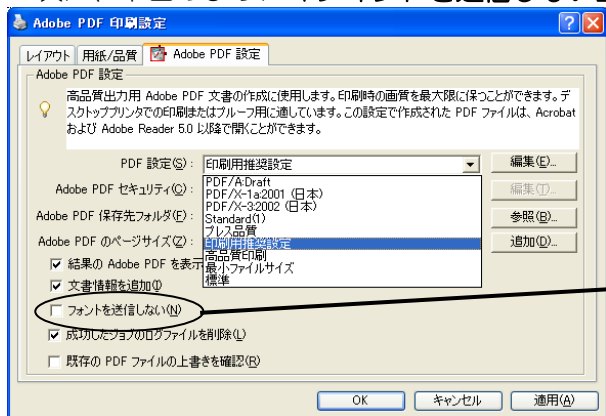 Adobe PDF 印刷設定
レイアウト 用紙/品質 Adobe PDF 設定
Adobe PDF 設定
高品質出力用 Adobe PDF 文書の作成に使用します。印刷時の画質を最大限に保つことができます。デ
スクトッププリンタでの印刷またはプルーフ用に適しています。この設定で作成された PDF ファイルは、Acrobat
および Adobe Reader 5.0 以降で開くことができます。
PDF 設定(S): 印刷用推奨設定 編集(E)...
Adobe PDF セキュリティ(C): 編集(T)...
Adobe PDF 保存先フォルダ(F): 参照(B)...
Adobe PDF のページサイズ(Z): 追加(D)...
PDF/A:Draft
PDF/X-1a:2001 (日本)
PDF/X-3:2002 (日本)
Standard(1)
プレス品質
印刷用推奨設定
高品質印刷
最小ファイルサイズ
標準
結果の Adobe PDF を表示
文書情報を追加(I)
フォントを送信しない(N)
成功したジョブのログファイルを削除(L)
既存の PDF ファイルの上書きを確認(R)
OK キャンセル 適用(A)